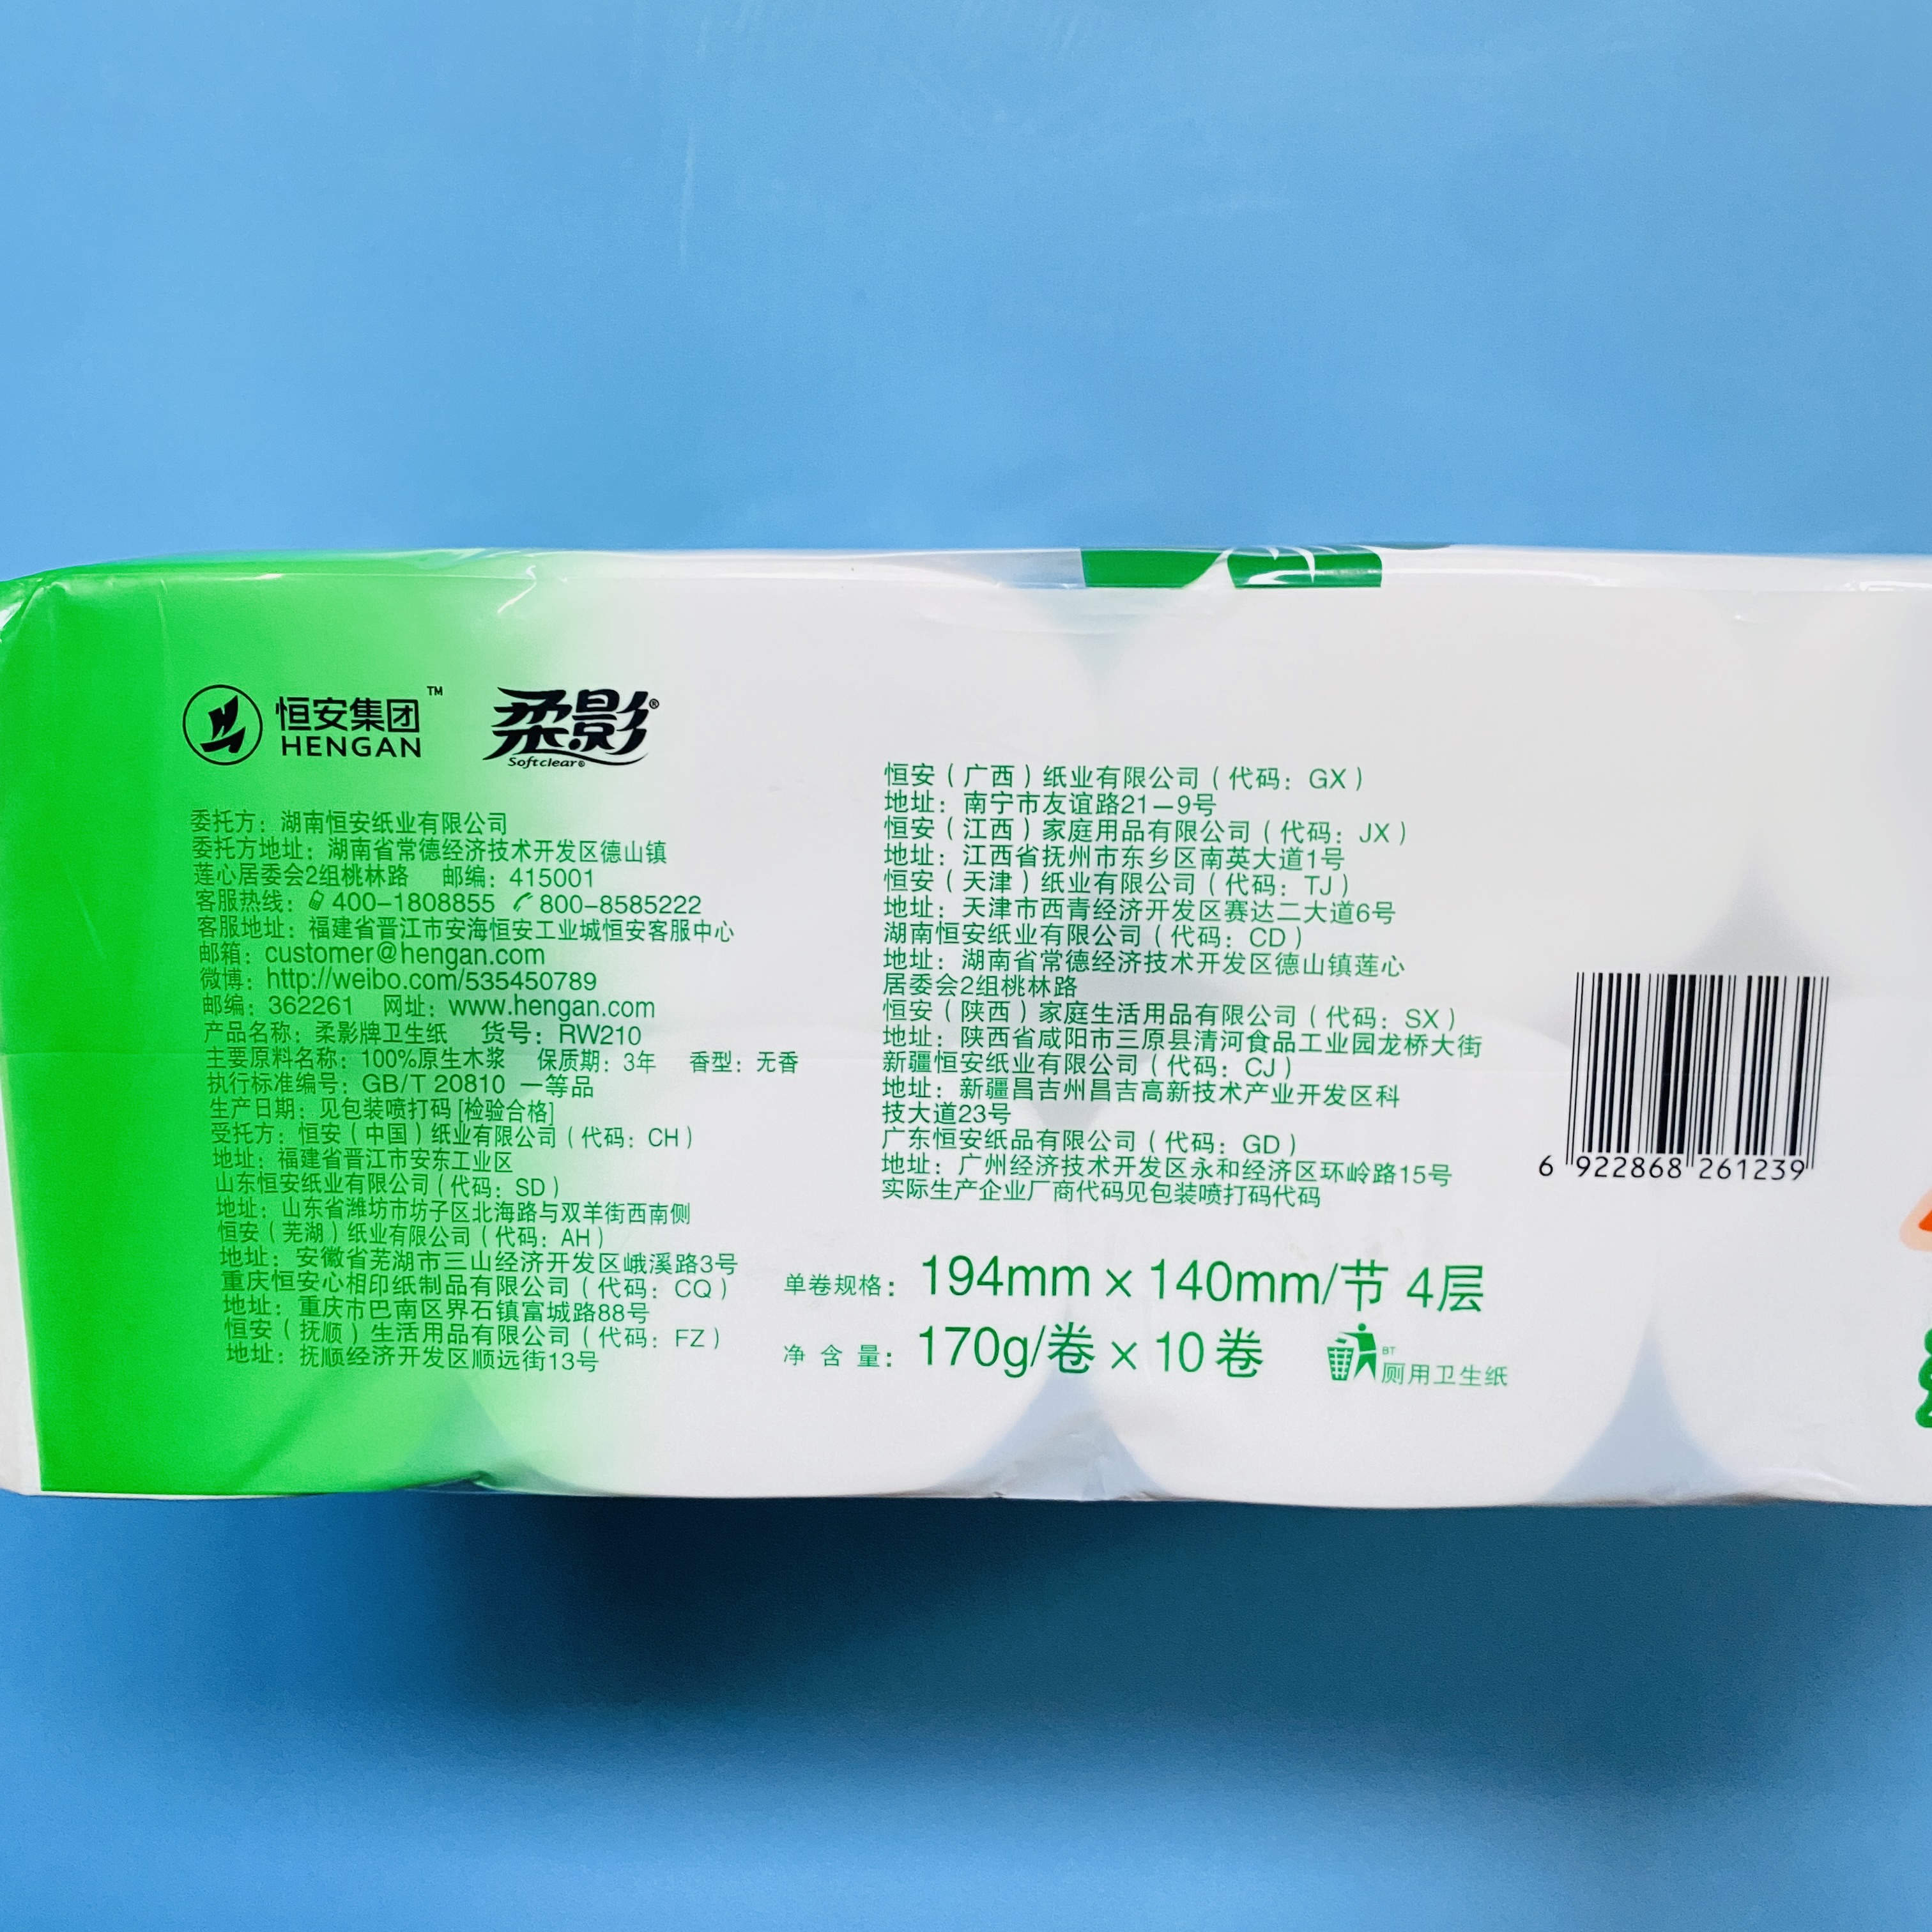 恒安集团™
HENGAN
柔影®
Softclear®
委托方：湖南恒安纸业有限公司
委托方地址：湖南省常德经济技术开发区德山镇
莲心居委会2组桃林路 邮编：415001
客服热线：400-1808855 800-8585222
客服地址：福建省晋江市安海恒安工业城恒安客服中心
邮箱：customer@hengan.com
微博：http://weibo.com/535450789
邮编：362261 网址：www.hengan.com
产品名称：柔影牌卫生纸 货号：RW210
主要原料名称：100%原生木浆 保质期：3年 香型：无香
执行标准编号：GB/T 20810 一等品
生产日期：见包装喷打码 [检验合格]
受托方：恒安（中国）纸业有限公司（代码：CH）
地址：福建省晋江市安东工业区
山东恒安纸业有限公司（代码：SD）
地址：山东省潍坊市坊子区北海路与双羊街西南侧
恒安（芜湖）纸业有限公司（代码：AH）
地址：安徽省芜湖市三山经济开发区峨溪路3号
重庆恒安心相印纸制品有限公司（代码：CQ）
地址：重庆市巴南区界石镇富城路88号
恒安（抚顺）生活用品有限公司（代码：FZ）
地址：抚顺经济开发区顺远街13号
恒安（广西）纸业有限公司（代码：GX）
地址：南宁市友谊路21—9号
恒安（江西）家庭用品有限公司（代码：JX）
地址：江西省抚州市东乡区南英大道1号
恒安（天津）纸业有限公司（代码：TJ）
地址：天津市西青经济开发区赛达二大道6号
湖南恒安纸业有限公司（代码：CD）
地址：湖南省常德经济技术开发区德山镇莲心
居委会2组桃林路
恒安（陕西）家庭生活用品有限公司（代码：SX）
地址：陕西省咸阳市三原县清河食品工业园龙桥大街
新疆恒安纸业有限公司（代码：CJ）
地址：新疆昌吉州昌吉高新技术产业开发区科
技大道23号
广东恒安纸品有限公司（代码：GD）
地址：广州经济技术开发区永和经济区环岭路15号
实际生产企业厂商代码见包装喷打码代码
单卷规格：194mm×140mm/节 4层
净含量：170g/卷×10卷
BT
厕用卫生纸
6 922868 261239